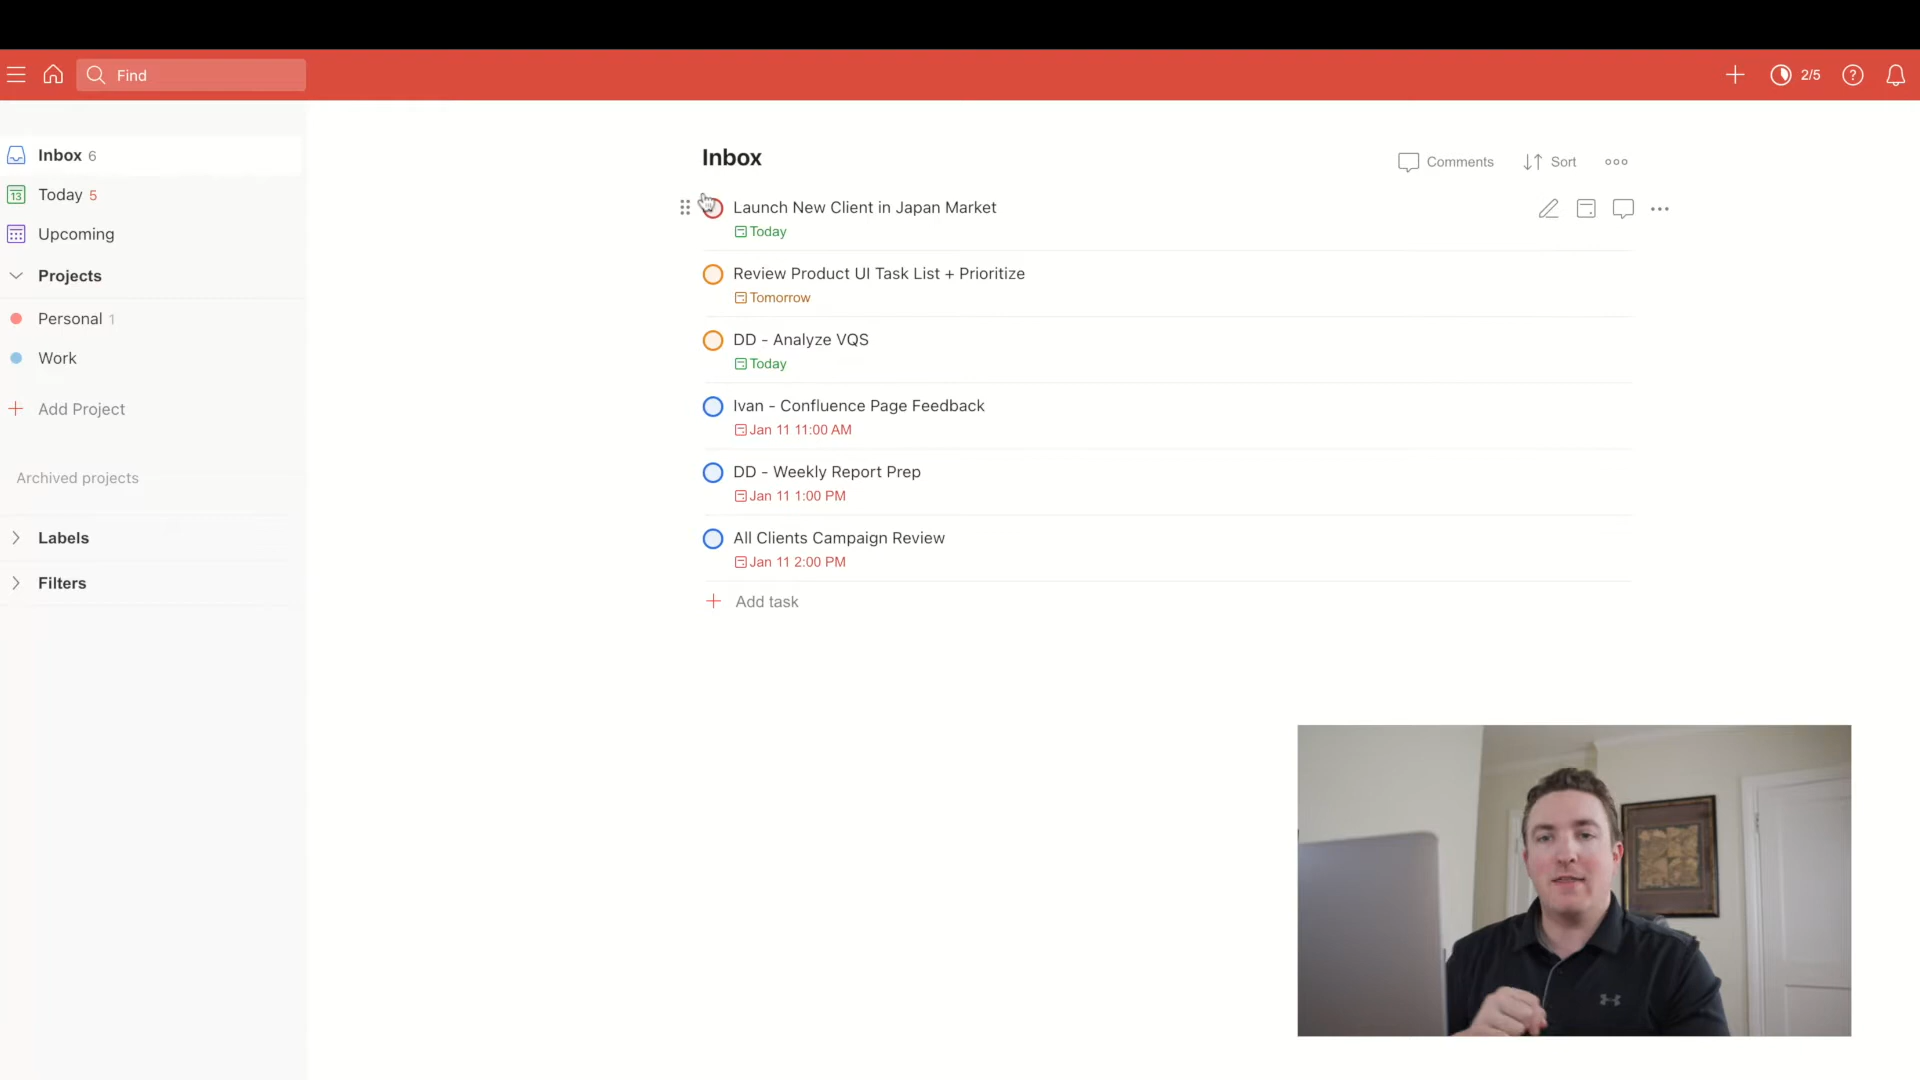 Find
2/5
Inbox 6
13
Today 5
Upcoming
Projects
Personal 1
Work
Add Project
Archived projects
Labels
Filters
Inbox
Comments
Sort
Launch New Client in Japan Market
Today
Review Product UI Task List + Prioritize
Tomorrow
DD - Analyze VQS
Today
Ivan - Confluence Page Feedback
Jan 11 11:00 AM
DD - Weekly Report Prep
Jan 11 1:00 PM
All Clients Campaign Review
Jan 11 2:00 PM
Add task